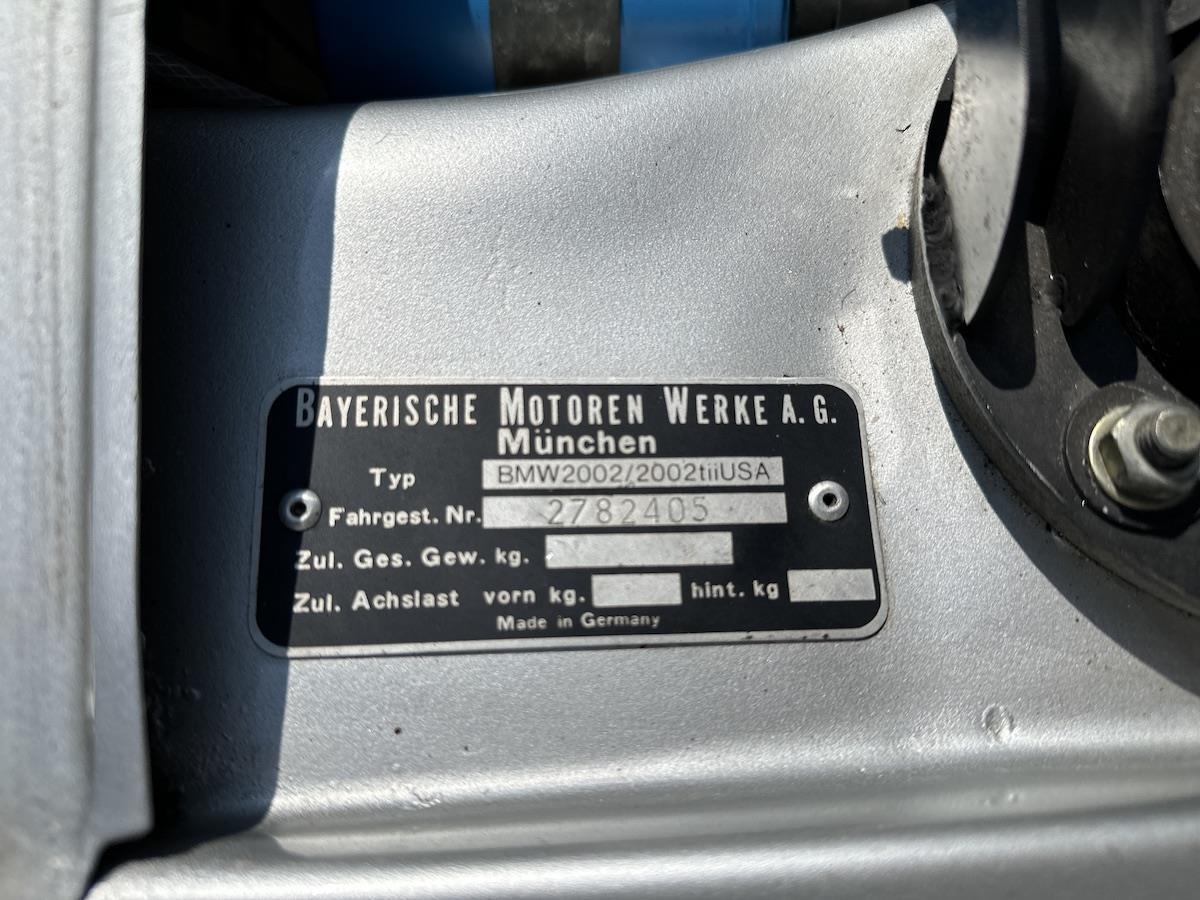 BAYERISCHE MOTOREN WERKE A.G.
München
Typ BMW2002/2002tiiUSA
Fahrgest. Nr. 2782405
Zul. Ges. Gew. kg.
Zul. Achslast vorn kg. hint. kg
Made in Germany